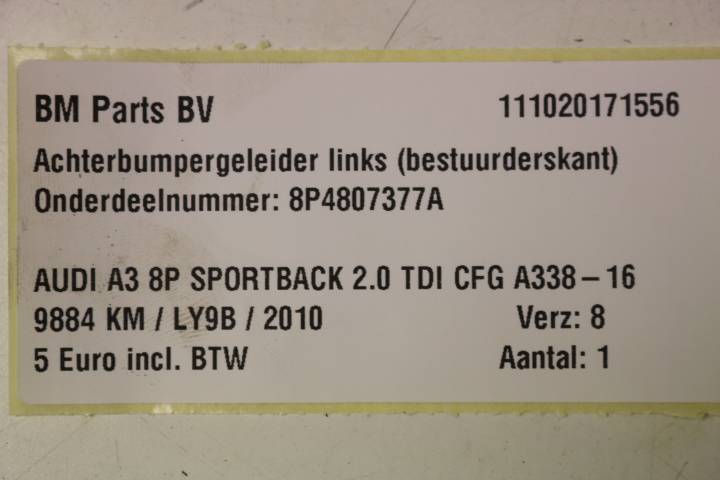 BM Parts BV 111020171556
Achterbumpergeleider links (bestuurderskant)
Onderdeelnummer: 8P4807377A
AUDI A3 8P SPORTBACK 2.0 TDI CFG A338-16
9884 KM / LY9B / 2010 Verz: 8
5 Euro incl. BTW Aantal: 1